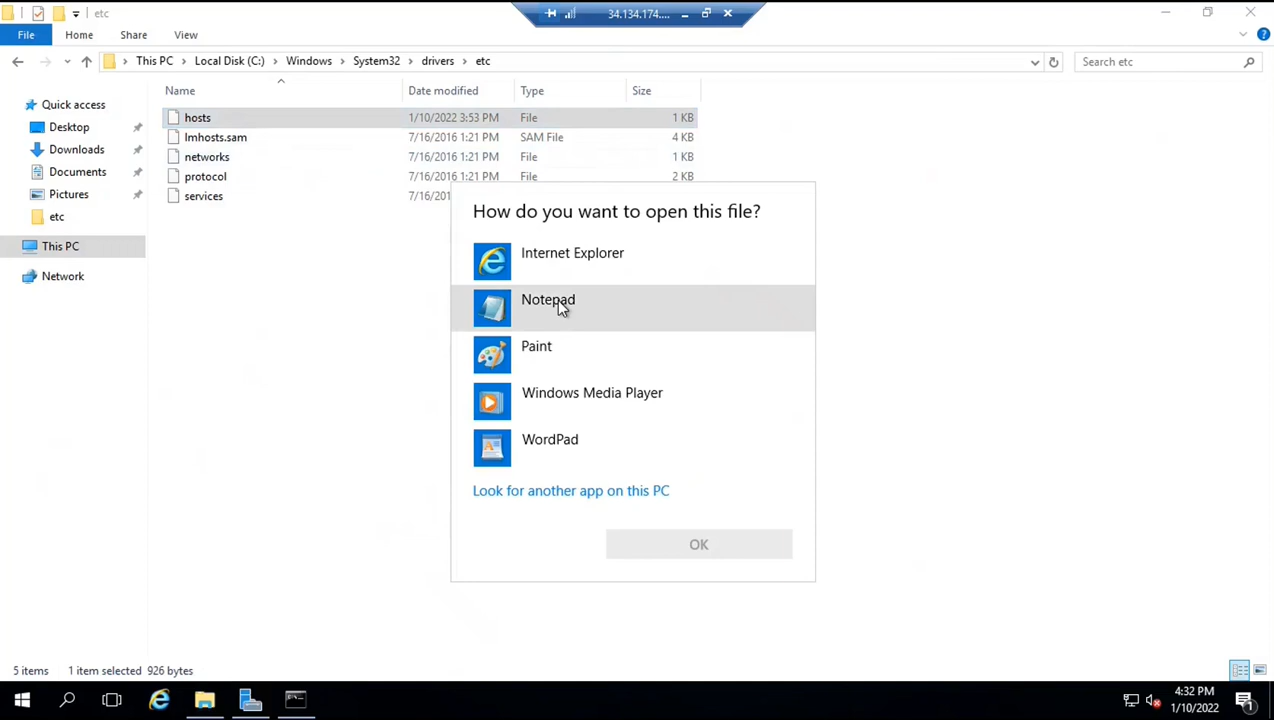 etc
34.134.174....
File Home Share View
This PC Local Disk (C:) Windows System32 drivers etc
Search etc
Name Date modified Type Size
Quick access
Desktop
Downloads
Documents
Pictures
etc
This PC
Network
hosts 1/10/2022 3:53 PM File 1 KB
lmhosts.sam 7/16/2016 1:21 PM SAM File 4 KB
networks 7/16/2016 1:21 PM File 1 KB
protocol 7/16/2016 1:21 PM File 2 KB
services 7/16/201
How do you want to open this file?
Internet Explorer
Notepad
Paint
Windows Media Player
WordPad
Look for another app on this PC
OK
5 items 1 item selected 926 bytes
4:32 PM
1/10/2022
1